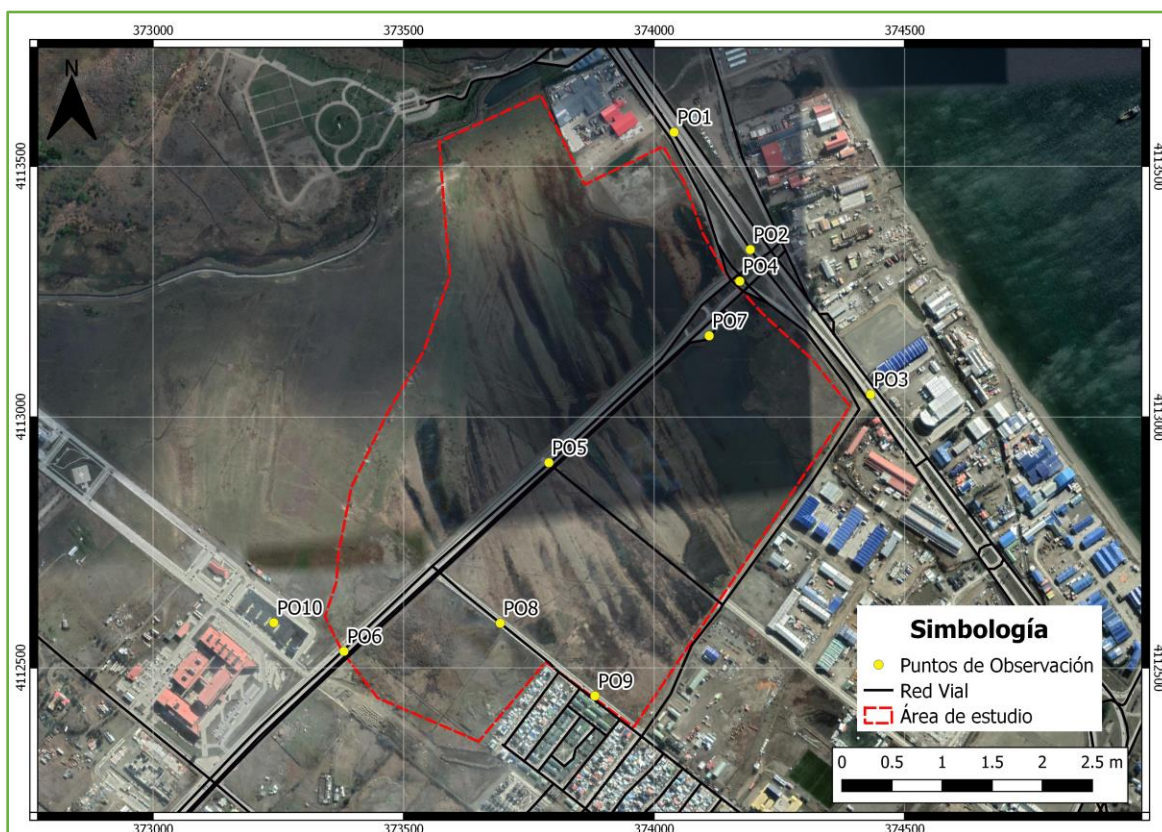 373000 373500 374000 374500
N
4113500 4113500
4113000 4113000
4112500 4112500
PO1
PO2
PO4
PO7
PO3
PO5
PO8
PO10
PO6
PO9
Simbología
Puntos de Observación
Red Vial
Área de estudio
0 0.5 1 1.5 2 2.5 m
373000 373500 374000 374500